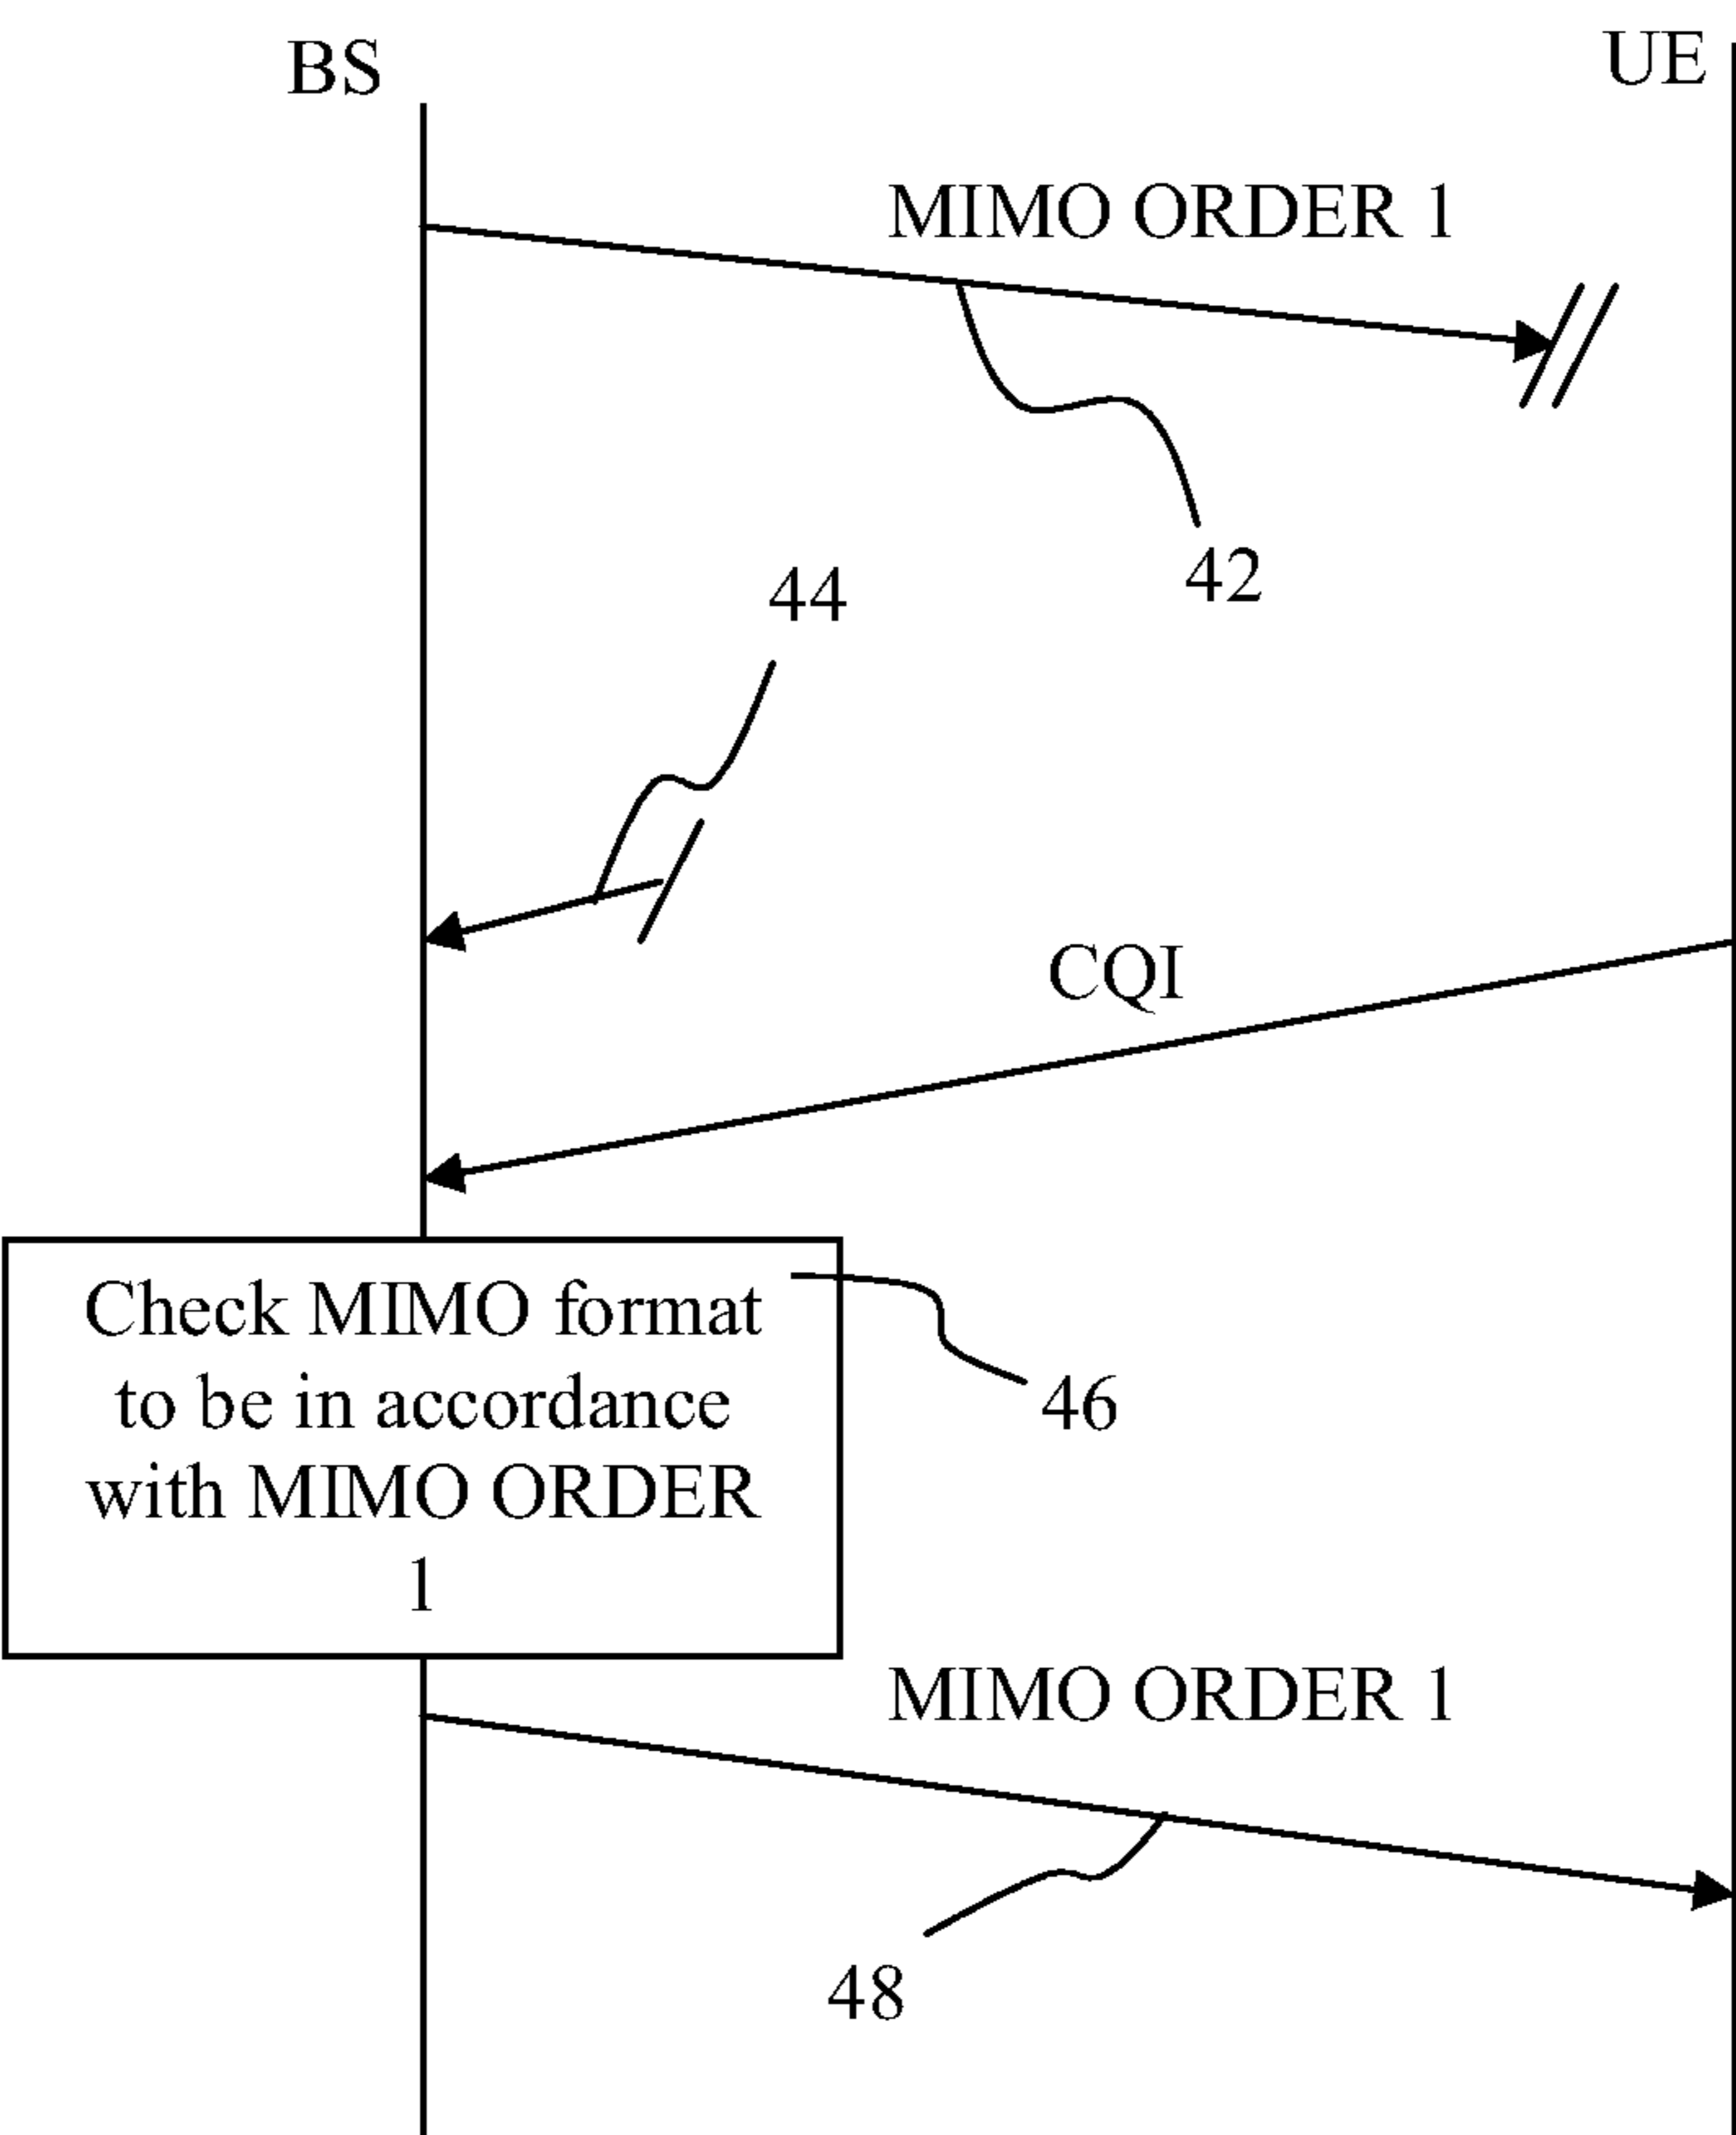 BS
UE
MIMO ORDER 1
42
44
CQI
Check MIMO format
to be in accordance
with MIMO ORDER
1
46
MIMO ORDER 1
48